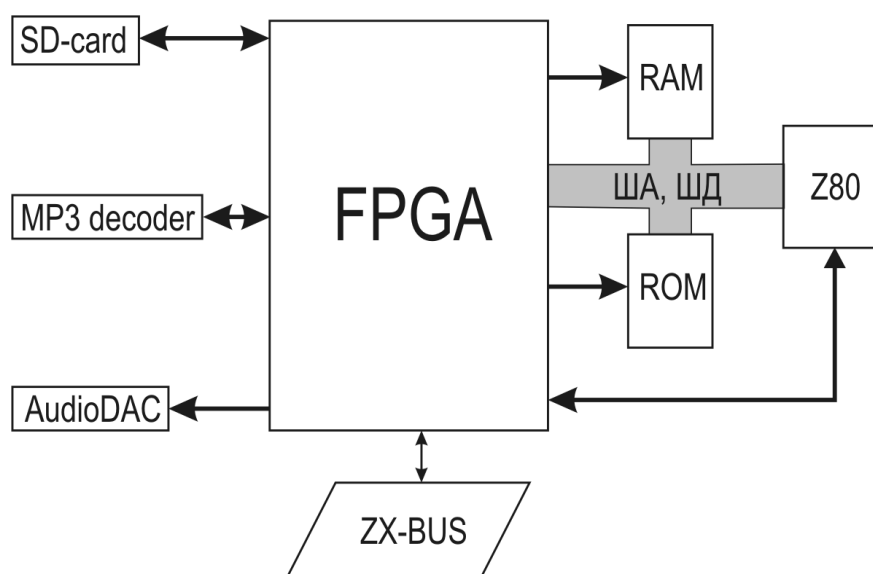 SD-card
RAM
FPGA
ША, ШД
Z80
MP3 decoder
ROM
AudioDAC
ZX-BUS